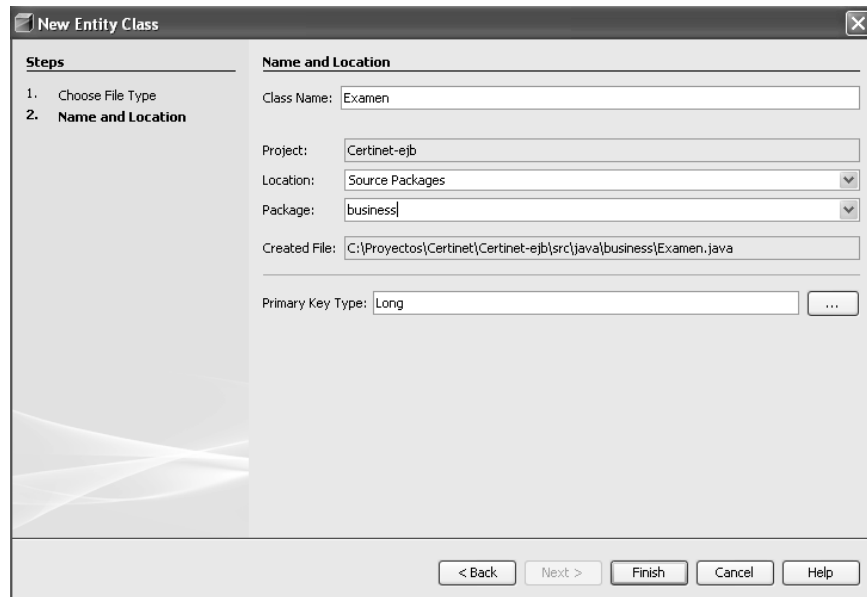 New Entity Class
Steps
1. Choose File Type
2. Name and Location
Name and Location
Class Name: Examen
Project: Certinet-ejb
Location: Source Packages
Package: business
Created File: C:\Proyectos\Certinet\Certinet-ejb\src\java\business\Examen.java
Primary Key Type: Long ...
< Back Next > Finish Cancel Help